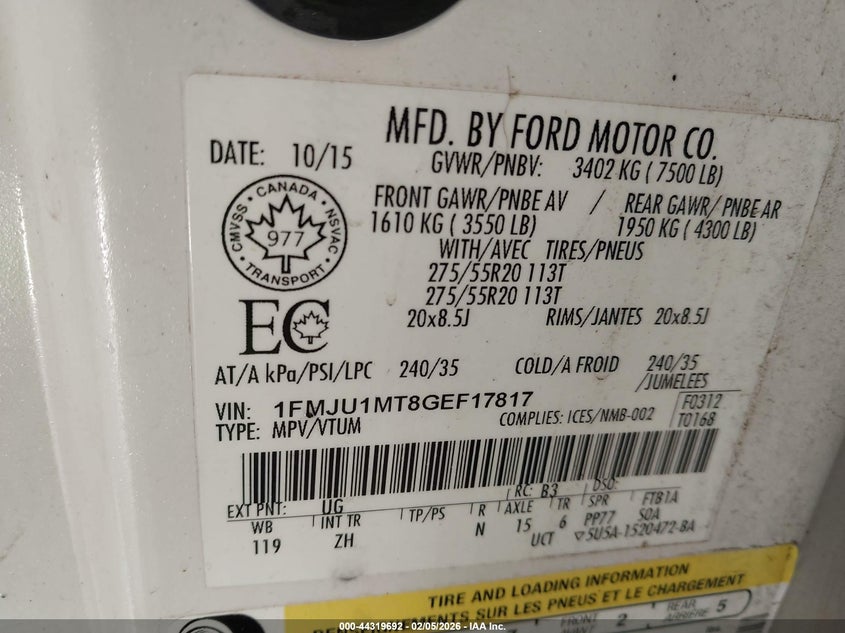 MFD. BY FORD MOTOR CO.
DATE: 10/15
GVWR/PNBV: 3402 KG ( 7500 LB)
FRONT GAWR/PNBE AV / REAR GAWR/ PNBE AR
1610 KG ( 3550 LB) 1950 KG ( 4300 LB)
WITH/AVEC TIRES/PNEUS
275/55R20 113T
275/55R20 113T
20x8.5J RIMS/JANTES 20x8.5J
CMVSS · CANADA · NSVAC
977
TRANSPORT
EC
AT/A kPa/PSI/LPC 240/35 COLD/A FROID 240/35
/JUMELEES
VIN: 1FMJU1MT8GEF17817
F0312
TYPE: MPV/VTUM COMPLIES: ICES/NMB-002 T0168
EXT PNT: UG RC: B3 DSO:
WB INT TR TP/PS R AXLE TR SPR FTB1A
119 ZH N 15 6 PP77 SOA
UCT ▽5USA-1520472-BA
TIRE AND LOADING INFORMATION
RENSEIGNEMENTS SUR LES PNEUS ET LE CHARGEMENT
FRONT 2 REAR 5
ARRIÈRE
000-44319692 - 02/05/2026 - IAA Inc.